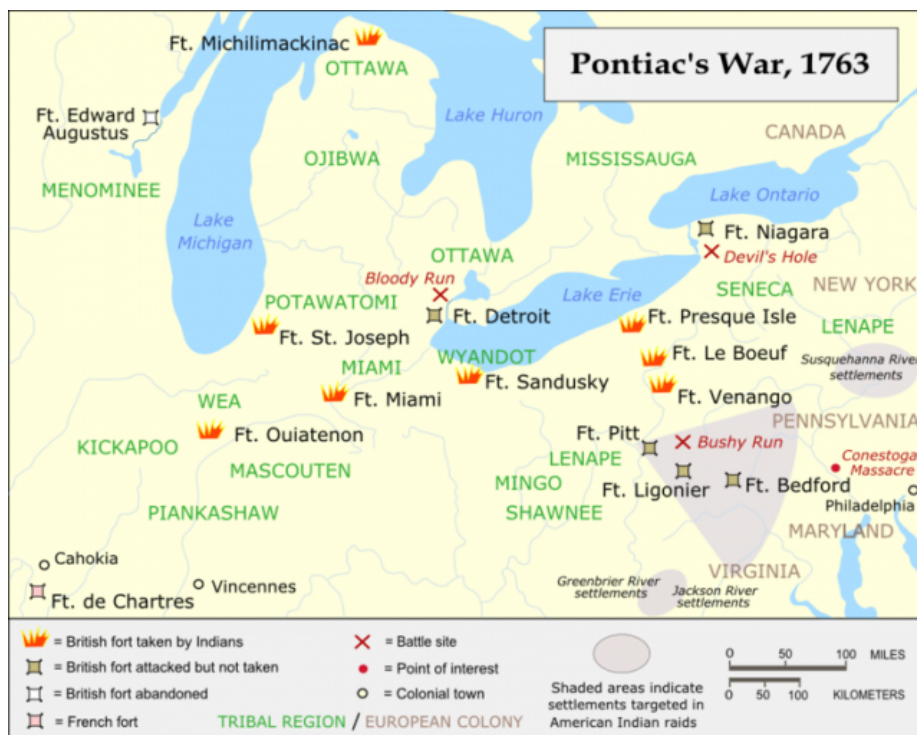 Pontiac's War, 1763
Ft. Michilimackinac
OTTAWA
Lake Huron
Ft. Edward
Augustus
CANADA
OJIBWA
MISSISSAUGA
MENOMINEE
Lake Ontario
Lake
Michigan
Ft. Niagara
OTTAWA
Devil's Hole
Bloody Run
NEW YORK
Lake Erie
SENECA
POTAWATOMI
Ft. Detroit
Ft. Presque Isle
LENAPE
Ft. St. Joseph
WYANDOT
Ft. Le Boeuf
Susquehanna River
settlements
MIAMI
Ft. Sandusky
Ft. Miami
Ft. Venango
WEA
PENNSYLVANIA
Ft. Ouiatenon
Ft. Pitt
Bushy Run
KICKAPOO
LENAPE
Conestoga
Massacre
MASCOUTEN
MINGO
Ft. Ligonier
Ft. Bedford
Philadelphia
PIANKASHAW
SHAWNEE
MARYLAND
Cahokia
VIRGINIA
Vincennes
Greenbrier River
settlements
Jackson River
settlements
Ft. de Chartres
= British fort taken by Indians
= British fort attacked but not taken
= British fort abandoned
= French fort
= Battle site
= Point of interest
= Colonial town
TRIBAL REGION / EUROPEAN COLONY
Shaded areas indicate
settlements targeted in
American Indian raids
0 50 100 MILES
0 50 100 KILOMETERS